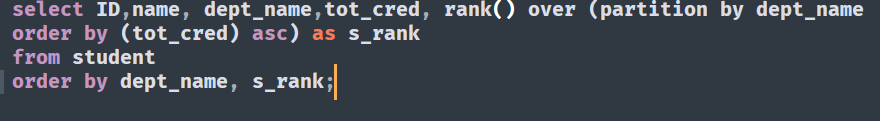 select ID,name, dept_name,tot_cred, rank() over (partition by dept_name
order by (tot_cred) asc) as s_rank
from student
order by dept_name, s_rank;